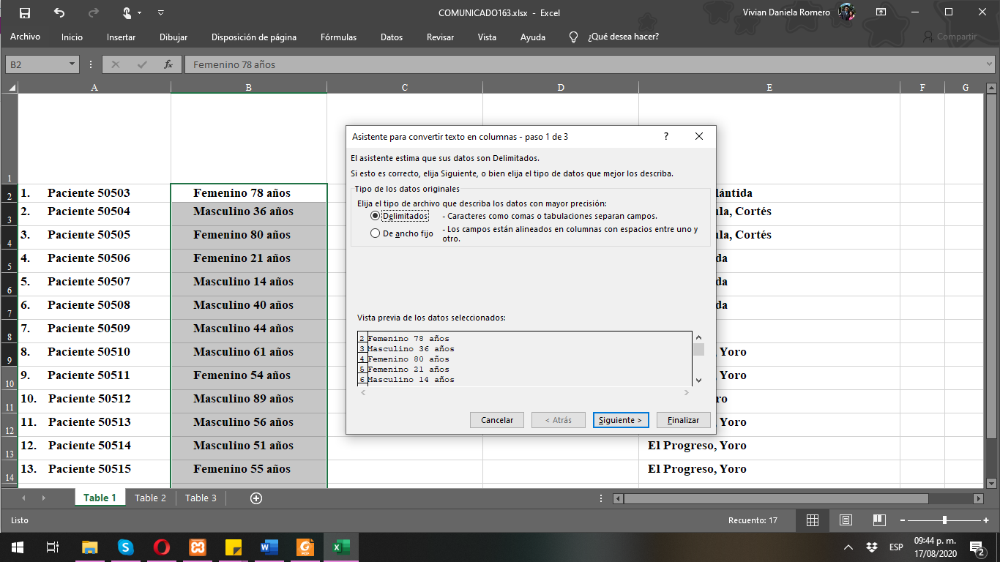 COMUNICADO163.xlsx - Excel
Vivian Daniela Romero
Archivo Inicio Insertar Dibujar Disposición de página Fórmulas Datos Revisar Vista Ayuda ¿Qué desea hacer? Compartir
B2 fx Femenino 78 años
A B C D E F G
1
2 1. Paciente 50503 Femenino 78 años lántida
3 2. Paciente 50504 Masculino 36 años ula, Cortés
4 3. Paciente 50505 Femenino 80 años ula, Cortés
5 4. Paciente 50506 Femenino 21 años da
6 5. Paciente 50507 Masculino 14 años da
7 6. Paciente 50508 Masculino 40 años da
8 7. Paciente 50509 Masculino 44 años
9 8. Paciente 50510 Masculino 61 años , Yoro
10 9. Paciente 50511 Femenino 54 años , Yoro
11 10. Paciente 50512 Masculino 89 años ro
12 11. Paciente 50513 Masculino 56 años , Yoro
13 12. Paciente 50514 Masculino 51 años El Progreso, Yoro
14 13. Paciente 50515 Femenino 55 años El Progreso, Yoro
Asistente para convertir texto en columnas - paso 1 de 3 ?
El asistente estima que sus datos son Delimitados.
Si esto es correcto, elija Siguiente, o bien elija el tipo de datos que mejor los describa.
Tipo de los datos originales
Elija el tipo de archivo que describa los datos con mayor precisión:
Delimitados - Caracteres como comas o tabulaciones separan campos.
De ancho fijo - Los campos están alineados en columnas con espacios entre uno y
otro.
Vista previa de los datos seleccionados:
2 Femenino 78 años
3 Masculino 36 años
4 Femenino 80 años
5 Femenino 21 años
6 Masculino 14 años
Cancelar < Atrás Siguiente > Finalizar
Table 1 Table 2 Table 3
Listo Recuento: 17
ESP 09:44 p. m.
17/08/2020
2